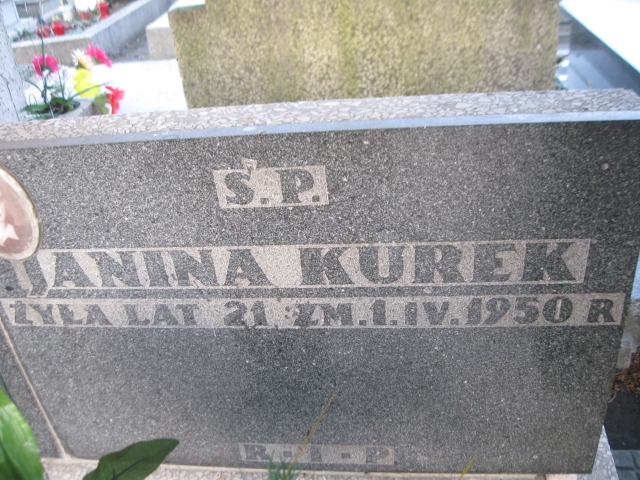 Ś.P.
JANINA KUREK
ŻYŁA LAT 21 ZM.1.IV.1950 R
R.I.P